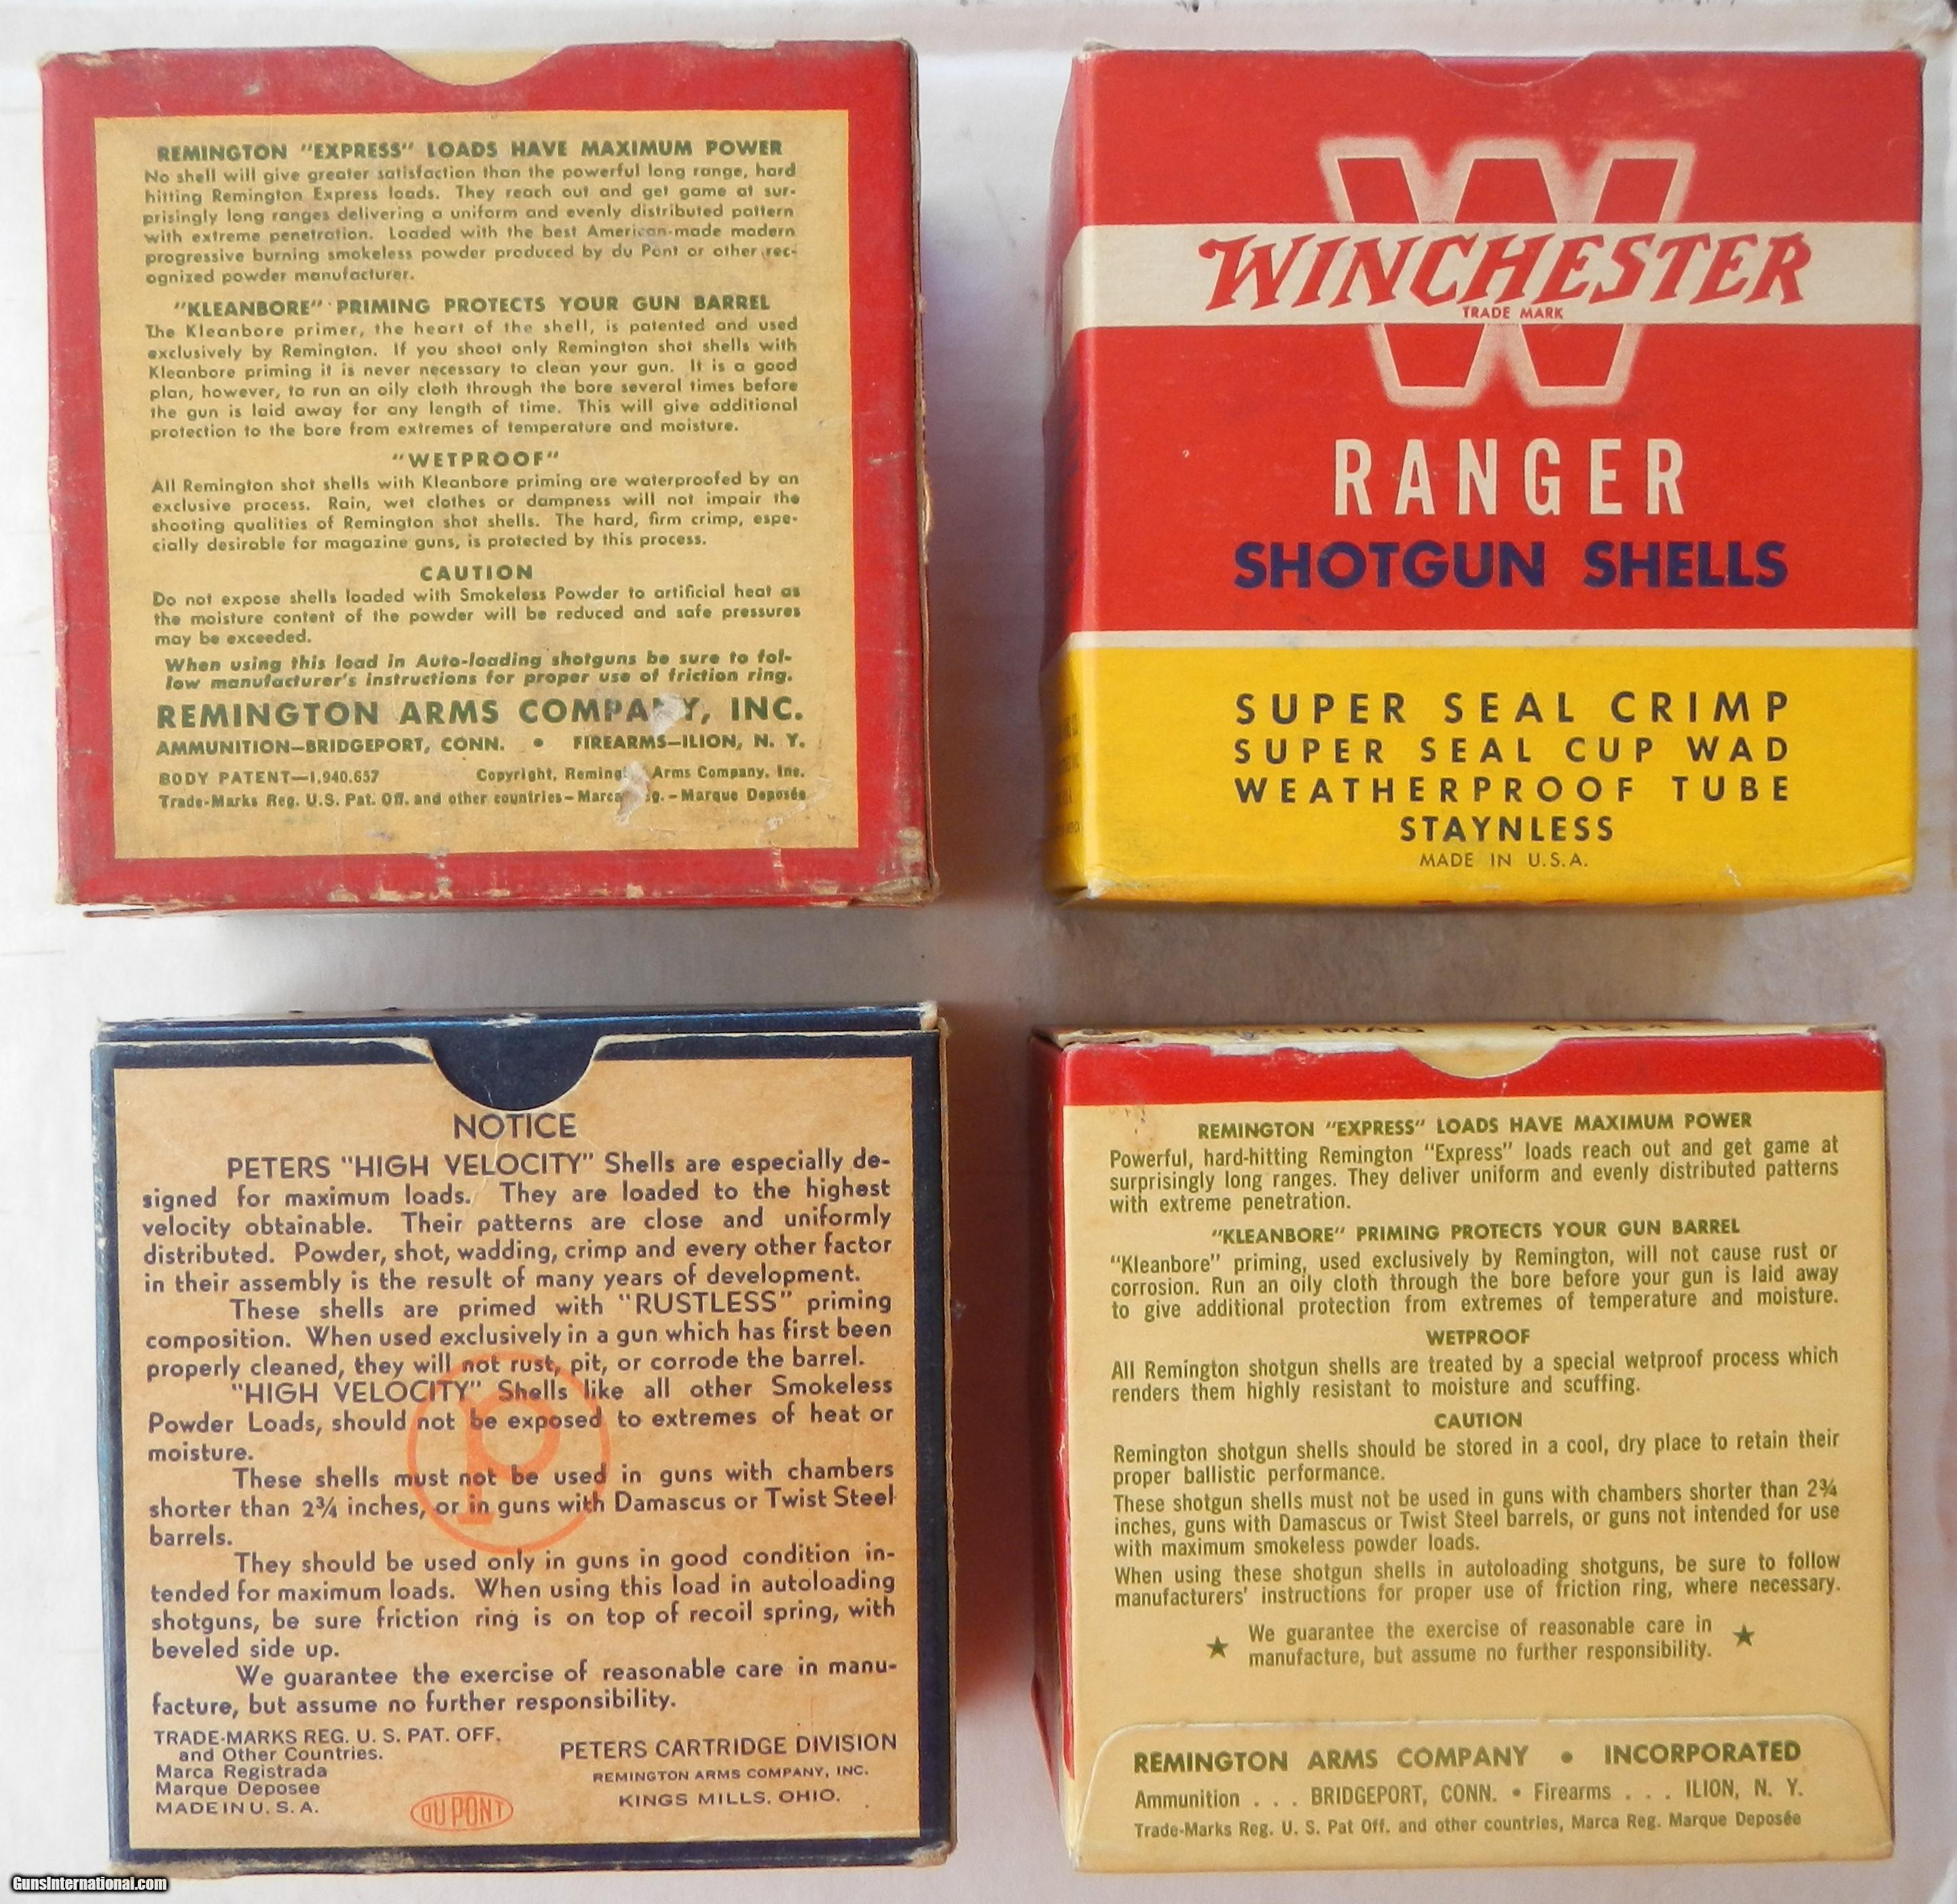 REMINGTON "EXPRESS" LOADS HAVE MAXIMUM POWER
No shell will give greater satisfaction than the powerful long range, hard
hitting Remington Express loads. They reach out and get game at sur-
prisingly long ranges delivering a uniform and evenly distributed pattern
with extreme penetration. Loaded with the best American-made modern
progressive burning smokeless powder produced by du Pont or other rec-
ognized powder manufacturer.
"KLEANBORE" PRIMING PROTECTS YOUR GUN BARREL
The Kleanbore primer, the heart of the shell, is patented and used
exclusively by Remington. If you shoot only Remington shot shells with
Kleanbore priming it is never necessary to clean your gun. It is a good
plan, however, to run an oily cloth through the bore several times before
the gun is laid away for any length of time. This will give additional
protection to the bore from extremes of temperature and moisture.
"WETPROOF"
All Remington shot shells with Kleanbore priming are waterproofed by an
exclusive process. Rain, wet clothes or dampness will not impair the
shooting qualities of Remington shot shells. The hard, firm crimp, espe-
cially desirable for magazine guns, is protected by this process.
CAUTION
Do not expose shells loaded with Smokeless Powder to artificial heat as
the moisture content of the powder will be reduced and safe pressures
may be exceeded.
When using this load in Auto-loading shotguns be sure to fol-
low manufacturer's instructions for proper use of friction ring.
REMINGTON ARMS COMPANY, INC.
AMMUNITION—BRIDGEPORT, CONN. • FIREARMS—ILION, N. Y.
BODY PATENT—1,940,657 Copyright, Remington Arms Company, Inc.
Trade-Marks Reg. U.S. Pat. Off. and other countries—Marca Reg.—Marque Deposée
W
WINCHESTER
TRADE MARK
RANGER
SHOTGUN SHELLS
SUPER SEAL CRIMP
SUPER SEAL CUP WAD
WEATHERPROOF TUBE
STAYNLESS
MADE IN U.S.A.
NOTICE
PETERS "HIGH VELOCITY" Shells are especially de-
signed for maximum loads. They are loaded to the highest
velocity obtainable. Their patterns are close and uniformly
distributed. Powder, shot, wadding, crimp and every other factor
in their assembly is the result of many years of development.
These shells are primed with "RUSTLESS" priming
composition. When used exclusively in a gun which has first been
properly cleaned, they will not rust, pit, or corrode the barrel.
"HIGH VELOCITY" Shells like all other Smokeless
Powder Loads, should not be exposed to extremes of heat or
moisture.
These shells must not be used in guns with chambers
shorter than 2¾ inches, or in guns with Damascus or Twist Steel
barrels.
They should be used only in guns in good condition in-
tended for maximum loads. When using this load in autoloading
shotguns, be sure friction ring is on top of recoil spring, with
beveled side up.
We guarantee the exercise of reasonable care in manu-
facture, but assume no further responsibility.
P
TRADE-MARKS REG. U. S. PAT. OFF.
and Other Countries.
Marca Registrada
Marque Deposee
MADE IN U. S. A.
DU PONT
PETERS CARTRIDGE DIVISION
REMINGTON ARMS COMPANY, INC.
KINGS MILLS, OHIO.
REMINGTON "EXPRESS" LOADS HAVE MAXIMUM POWER
Powerful, hard-hitting Remington "Express" loads reach out and get game at
surprisingly long ranges. They deliver uniform and evenly distributed patterns
with extreme penetration.
"KLEANBORE" PRIMING PROTECTS YOUR GUN BARREL
"Kleanbore" priming, used exclusively by Remington, will not cause rust or
corrosion. Run an oily cloth through the bore before your gun is laid away
to give additional protection from extremes of temperature and moisture.
WETPROOF
All Remington shotgun shells are treated by a special wetproof process which
renders them highly resistant to moisture and scuffing.
CAUTION
Remington shotgun shells should be stored in a cool, dry place to retain their
proper ballistic performance.
These shotgun shells must not be used in guns with chambers shorter than 2¾
inches, guns with Damascus or Twist Steel barrels, or guns not intended for use
with maximum smokeless powder loads.
When using these shotgun shells in autoloading shotguns, be sure to follow
manufacturers' instructions for proper use of friction ring, where necessary.
★ We guarantee the exercise of reasonable care in ★
manufacture, but assume no further responsibility.
REMINGTON ARMS COMPANY • INCORPORATED
Ammunition . . . BRIDGEPORT, CONN. • Firearms . . . ILION, N. Y.
Trade-Marks Reg. U. S. Pat Off. and other countries, Marca Reg. Marque Deposée
GunsInternational.com